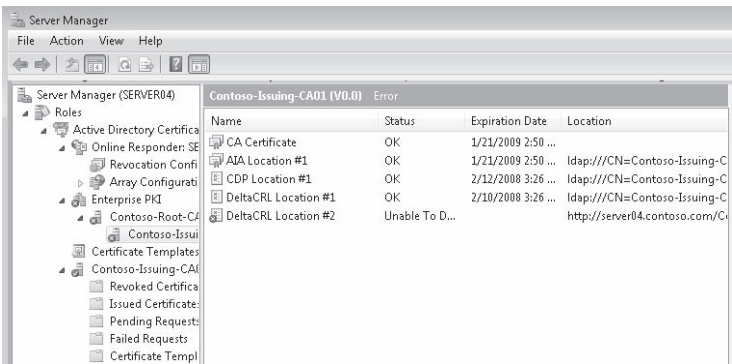 Server Manager
File Action View Help
Server Manager (SERVER04)
Roles
Active Directory Certifica
Online Responder: SE
Revocation Confi
Array Configurati
Enterprise PKI
Contoso-Root-CA
Contoso-Issui
Certificate Templates
Contoso-Issuing-CA0
Revoked Certifica
Issued Certificate:
Pending Requests
Failed Requests
Certificate Templ
Contoso-Issuing-CA01 (V0.0) Error
Name Status Expiration Date Location
CA Certificate OK 1/21/2009 2:50 ...
AIA Location #1 OK 1/21/2009 2:50 ... ldap:///CN=Contoso-Issuing-C
CDP Location #1 OK 2/12/2008 3:26 ... ldap:///CN=Contoso-Issuing-C
DeltaCRL Location #1 OK 2/10/2008 3:26 ... ldap:///CN=Contoso-Issuing-C
DeltaCRL Location #2 Unable To D... http://server04.contoso.com/Ce